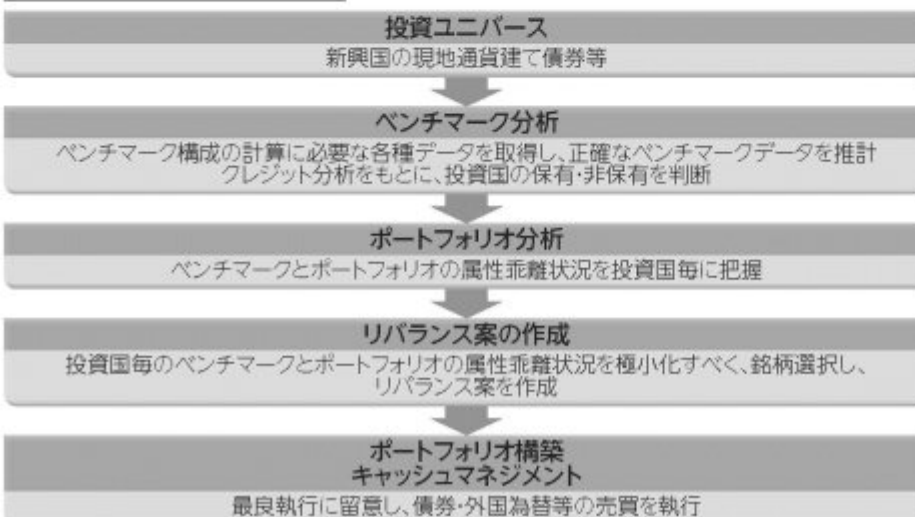 投資ユニバース
新興国の現地通貨建て債券等
ベンチマーク分析
ベンチマーク構成の計算に必要な各種データを取得し、正確なベンチマークデータを推計
クレジット分析をもとに、投資国の保有・非保有を判断
ポートフォリオ分析
ベンチマークとポートフォリオの属性乖離状況を投資国毎に把握
リバランス案の作成
投資国毎のベンチマークとポートフォリオの属性乖離状況を極小化すべく、銘柄選択し、
リバランス案を作成
ポートフォリオ構築
キャッシュマネジメント
最良執行に留意し、債券・外国為替等の売買を執行